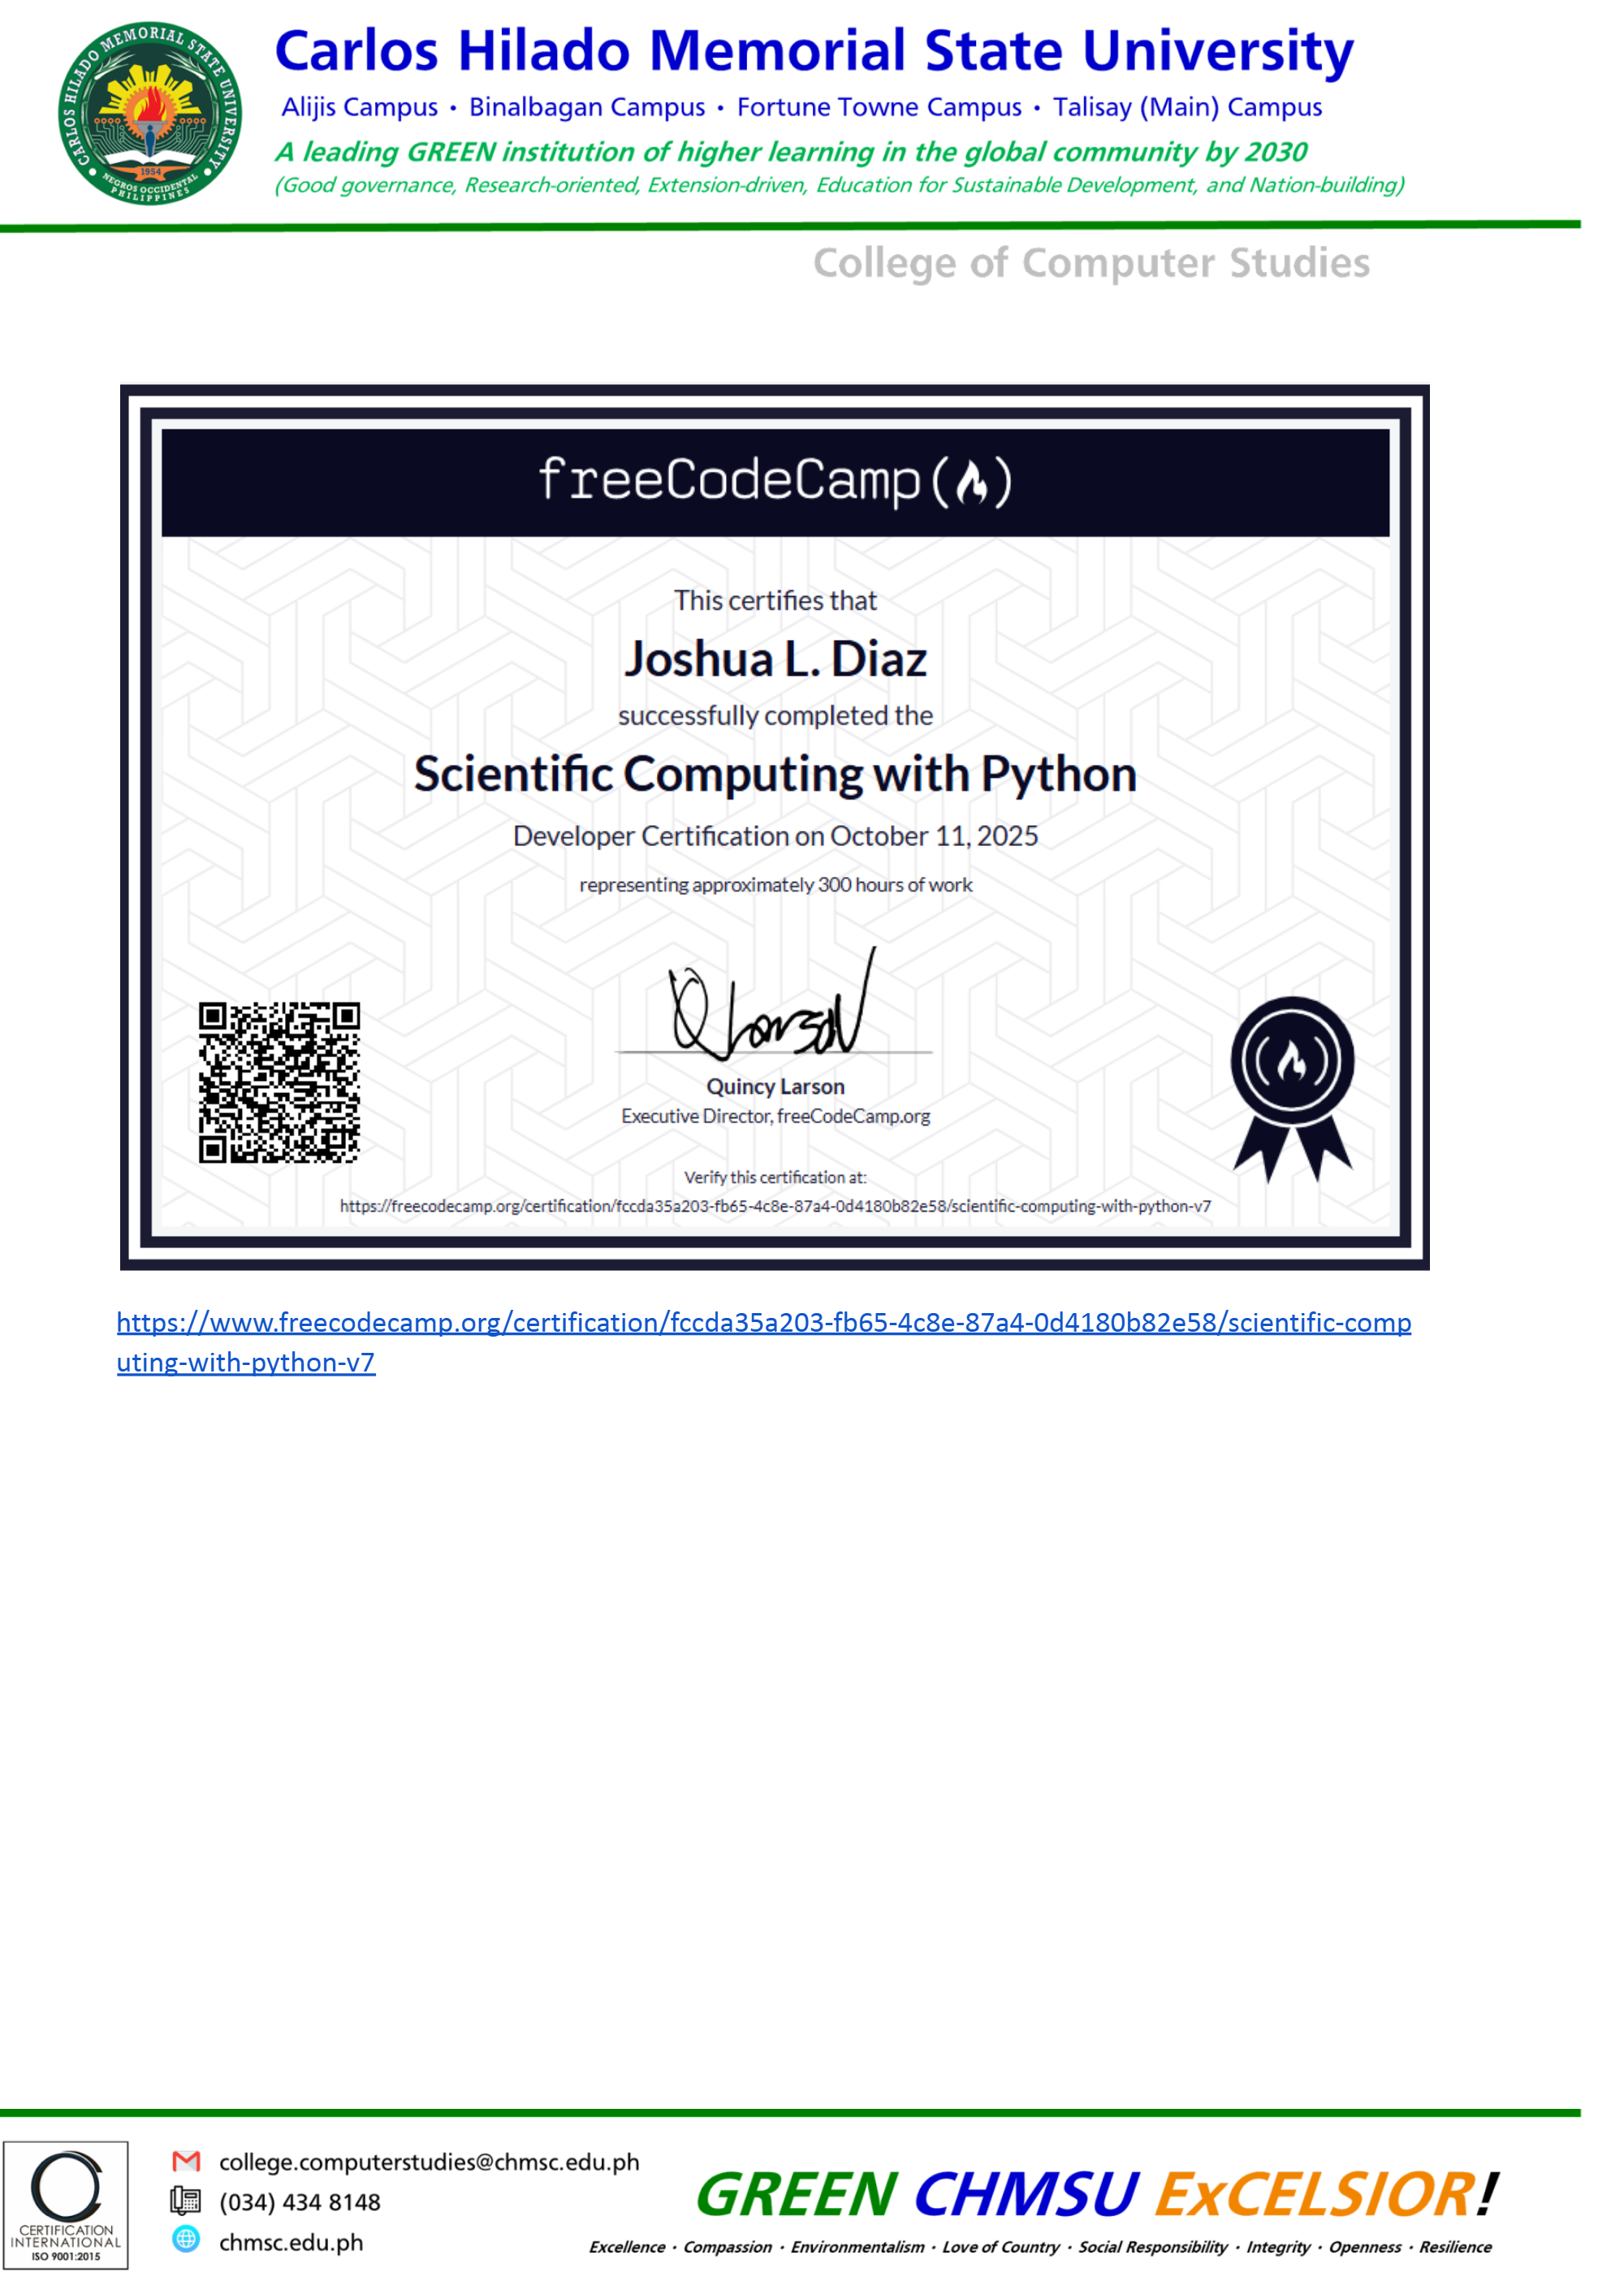 CARLOS HILADO MEMORIAL STATE UNIVERSITY
1954
NEGROS OCCIDENTAL
PHILIPPINES
Carlos Hilado Memorial State University
Alijis Campus • Binalbagan Campus • Fortune Towne Campus • Talisay (Main) Campus
A leading GREEN institution of higher learning in the global community by 2030
(Good governance, Research-oriented, Extension-driven, Education for Sustainable Development, and Nation-building)
College of Computer Studies
freeCodeCamp
This certifies that
Joshua L. Diaz
successfully completed the
Scientific Computing with Python
Developer Certification on October 11, 2025
representing approximately 300 hours of work
QLarson
Quincy Larson
Executive Director, freeCodeCamp.org
Verify this certification at:
https://freecodecamp.org/certification/fccda35a203-fb65-4c8e-87a4-0d4180b82e58/scientific-computing-with-python-v7
https://www.freecodecamp.org/certification/fccda35a203-fb65-4c8e-87a4-0d4180b82e58/scientific-comp
uting-with-python-v7
CERTIFICATION
INTERNATIONAL
ISO 9001:2015
college.computerstudies@chmsc.edu.ph
(034) 434 8148
chmsc.edu.ph
GREEN CHMSU ExCELSIOR!
Excellence • Compassion • Environmentalism • Love of Country • Social Responsibility • Integrity • Openness • Resilience